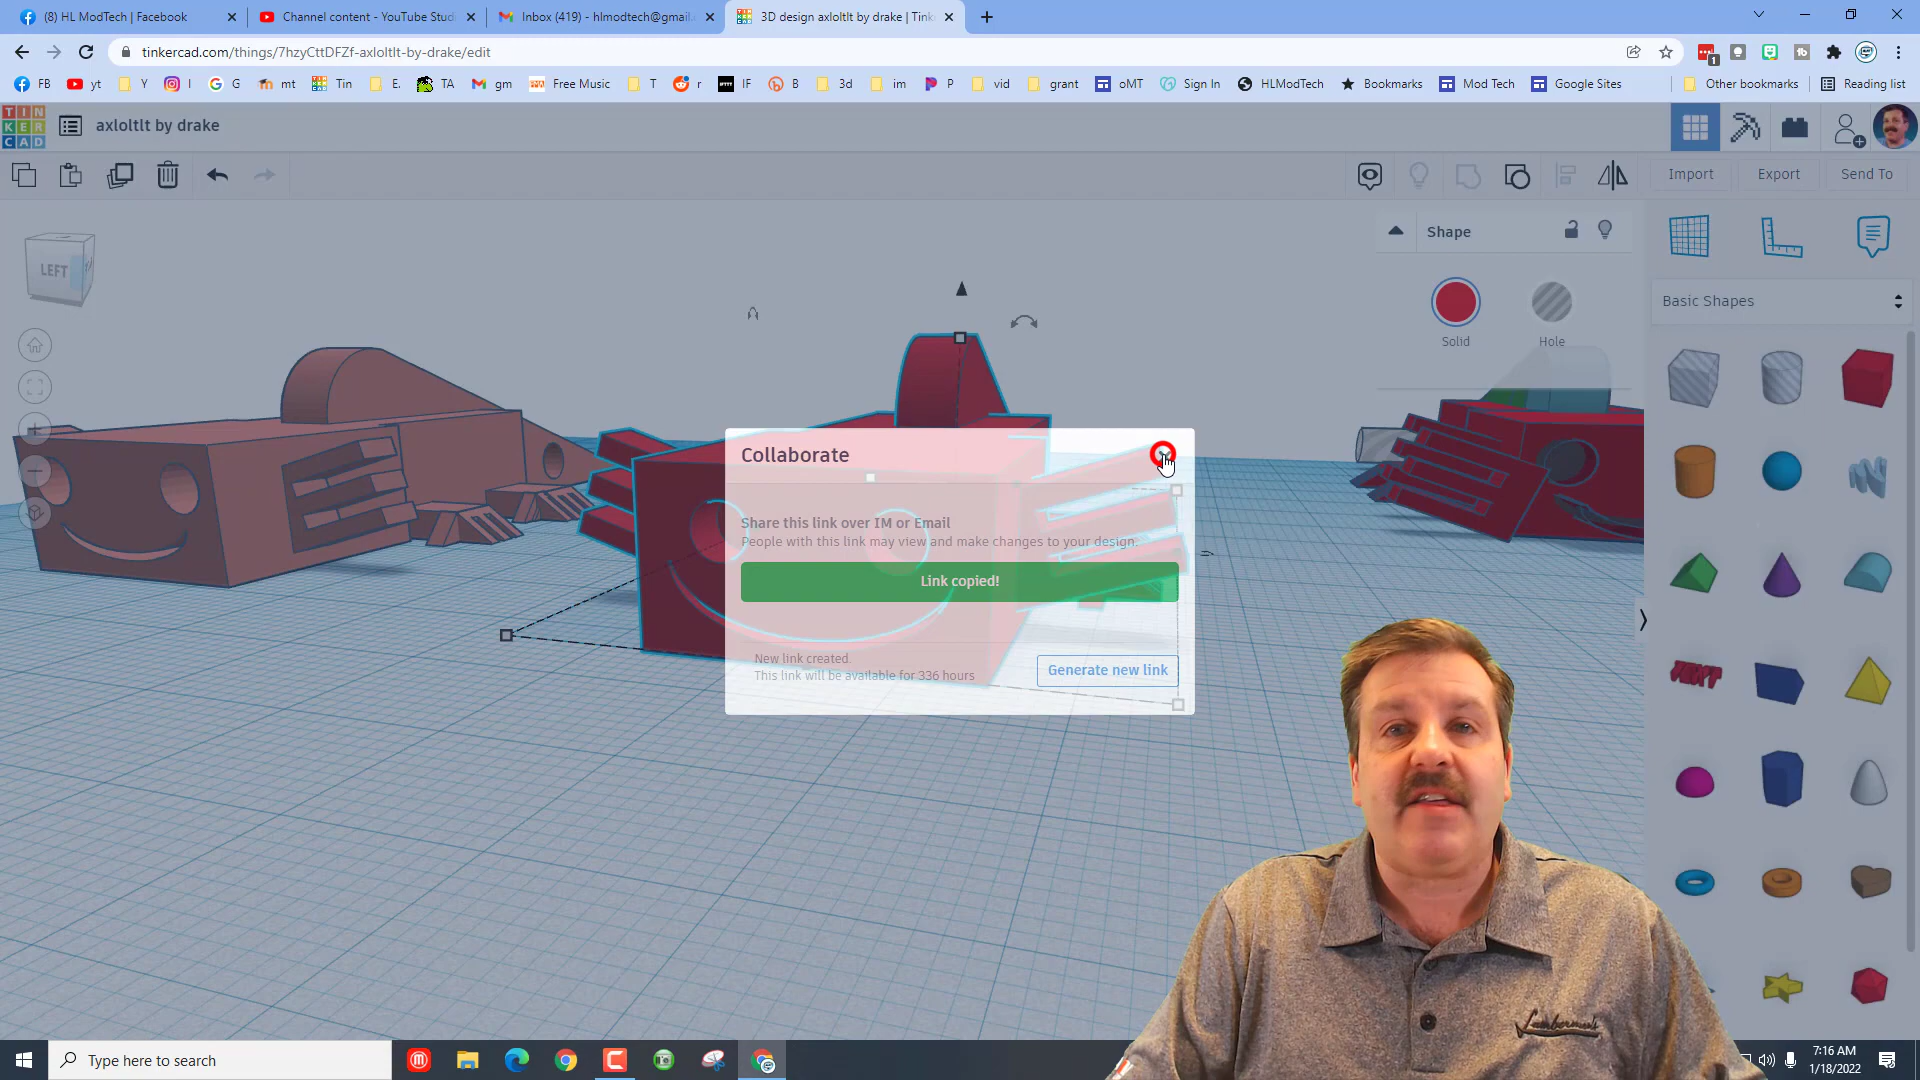 (8) HL ModTech | Facebook
Channel content - YouTube Stud
Inbox (419) - hlmodtech@gmail.
3D design axloltlt by drake | Tink
tinkercad.com/things/7hzyCttDFZf-axloltlt-by-drake/edit
FB yt Y I G mt Tin E. TA gm Free Music T r IF B 3d im P vid grant oMT Sign In HLModTech Bookmarks Mod Tech Google Sites Other bookmarks Reading list
TIN
KER
CAD
axloltlt by drake
Import Export Send To
LEFT
Shape
Solid Hole
Basic Shapes
Collaborate
Share this link over IM or Email
People with this link may view and make changes to your design.
Link copied!
New link created.
This link will be available for 336 hours
Generate new link
Lumbermen's
Type here to search
7:16 AM
1/18/2022